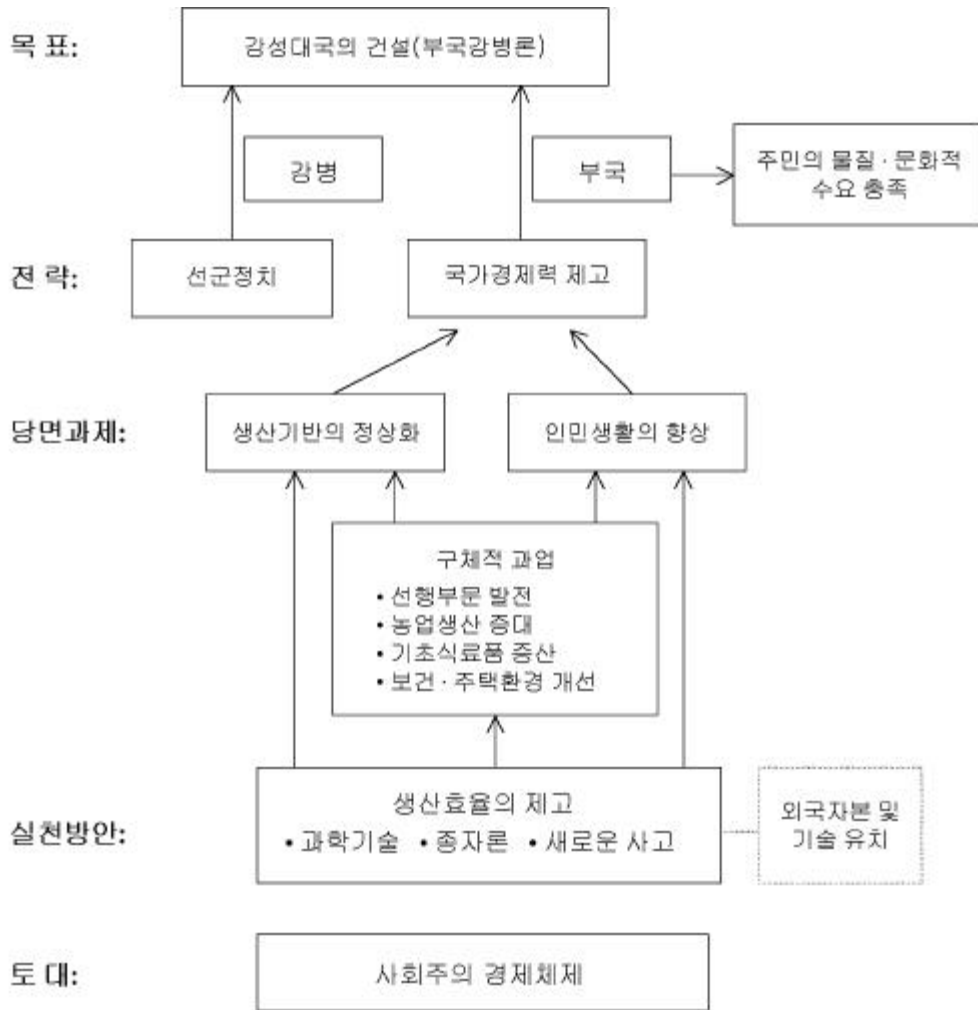 목 표:
강성대국의 건설(부국강병론)
강병
부국
주민의 물질·문화적
수요 충족
전 략:
선군정치
국가경제력 제고
당면과제:
생산기반의 정상화
인민생활의 향상
구체적 과업
• 선행부문 발전
• 농업생산 증대
• 기초식료품 증산
• 보건·주택환경 개선
실천방안:
생산효율의 제고
• 과학기술 • 종자론 • 새로운 사고
외국자본 및
기술 유치
토 대:
사회주의 경제체제